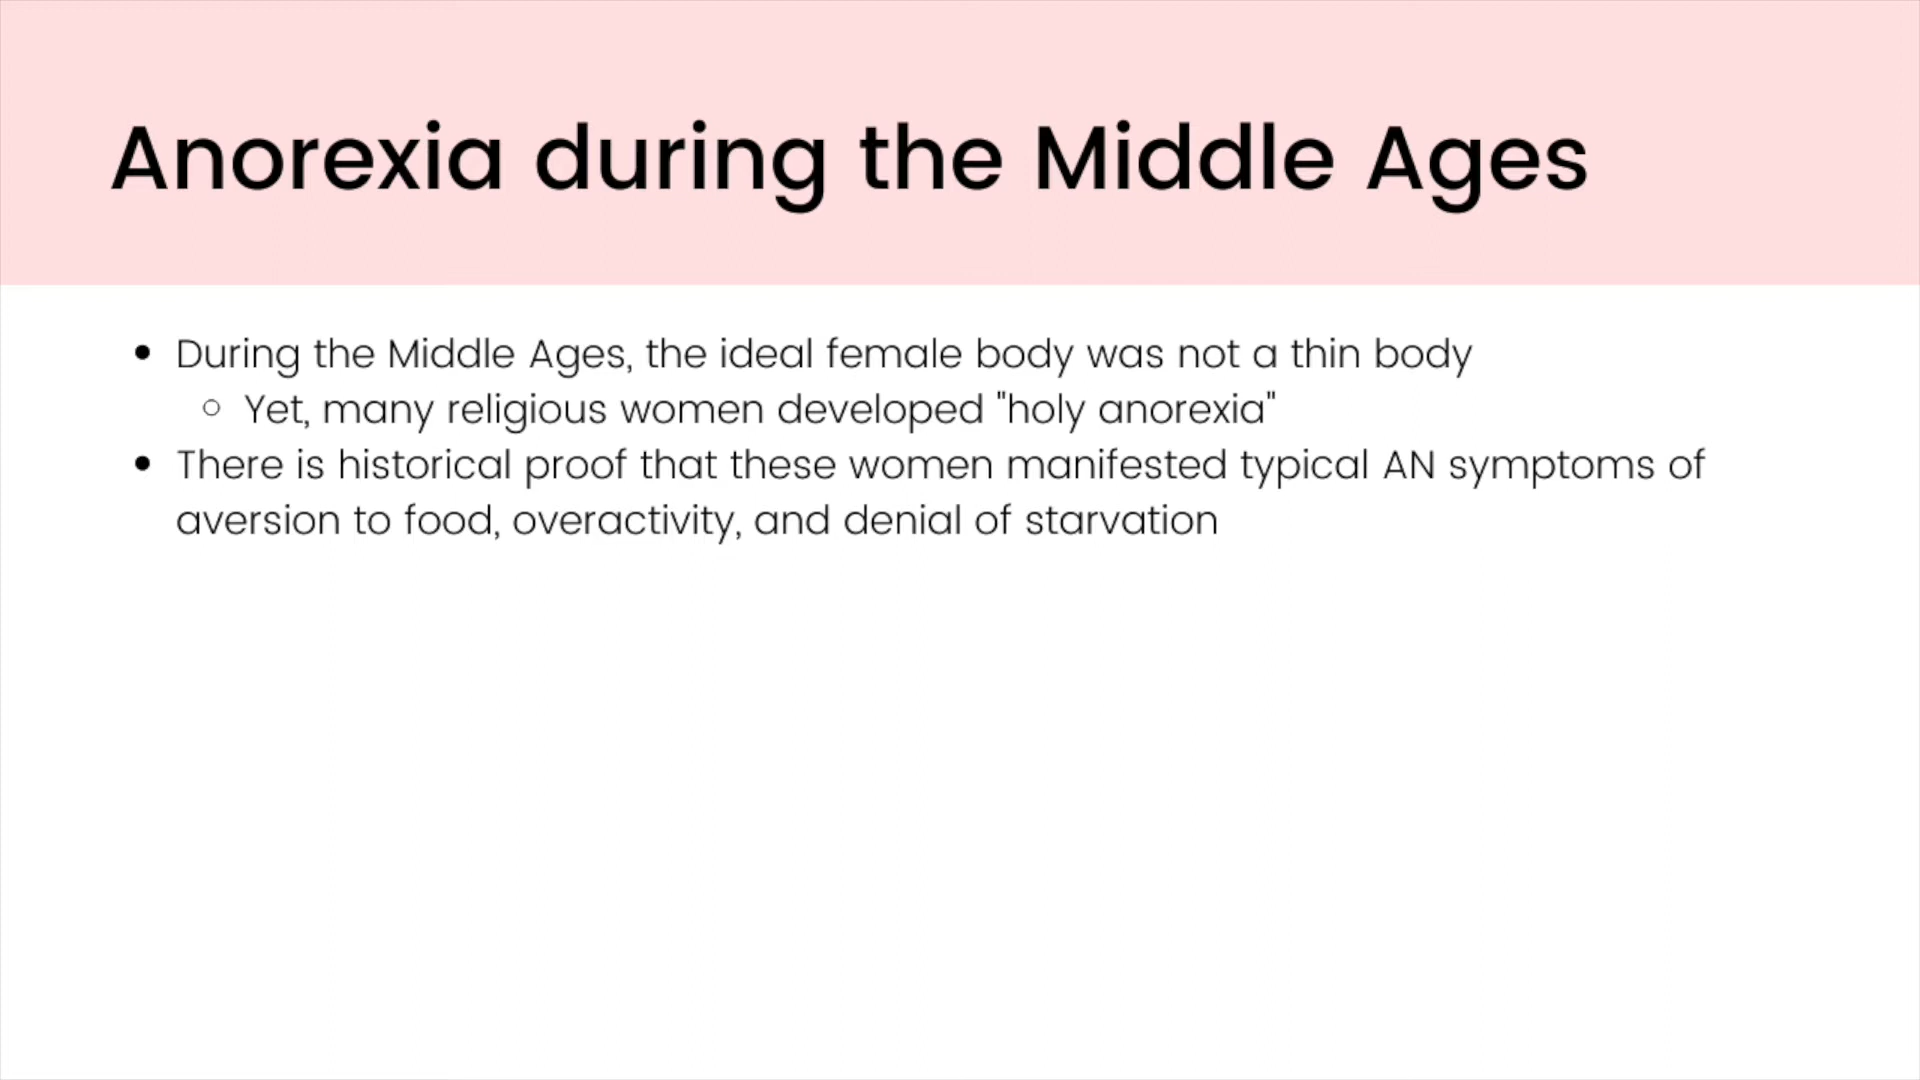 Anorexia during the Middle Ages
• During the Middle Ages, the ideal female body was not a thin body
○ Yet, many religious women developed "holy anorexia"
• There is historical proof that these women manifested typical AN symptoms of
aversion to food, overactivity, and denial of starvation